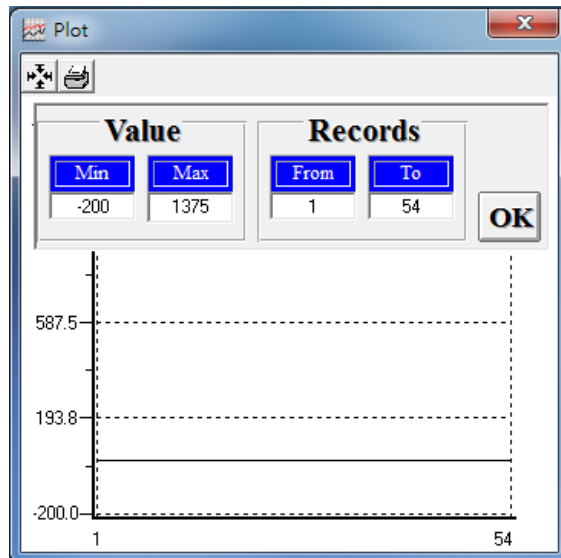 Plot
Value Records
Min Max From To
-200 1375 1 54
OK
587.5
193.8
-200.0
1 54